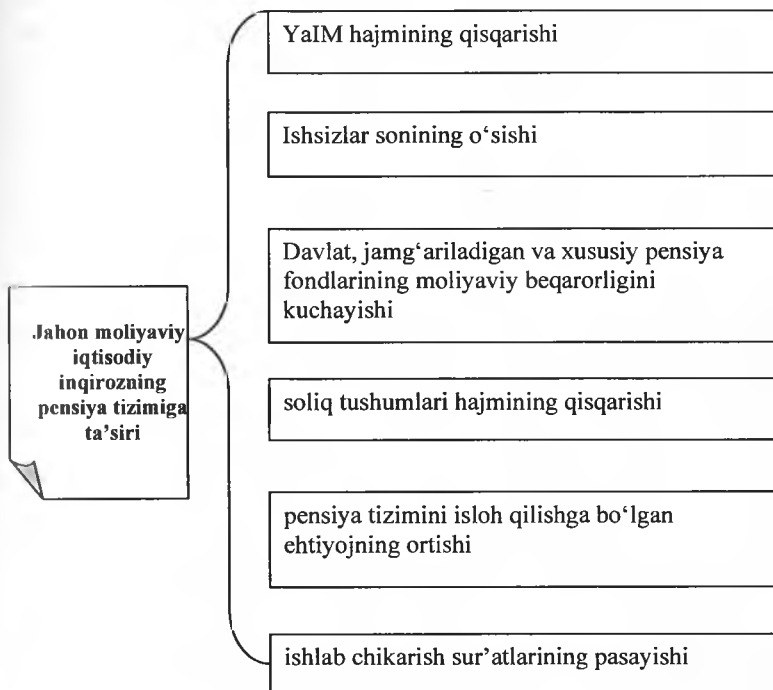 YaIM hajmining qisqarishi
Ishsizlar sonining o‘sishi
Davlat, jamg‘ariladigan va xususiy pensiya
fondlarining moliyaviy beqarorligini
kuchayishi
Jahon moliyaviy
iqtisodiy
inqirozning
pensiya tizimiga
ta’siri
soliq tushumlari hajmining qisqarishi
pensiya tizimini isloh qilishga bo‘lgan
ehtiyojning ortishi
ishlab chikarish sur’atlarining pasayishi